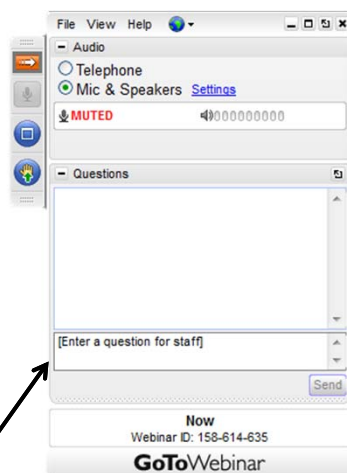 File View Help
Audio
Telephone
Mic & Speakers Settings
MUTED 000000000
Questions
[Enter a question for staff]
Send
Now
Webinar ID: 158-614-635
GoToWebinar